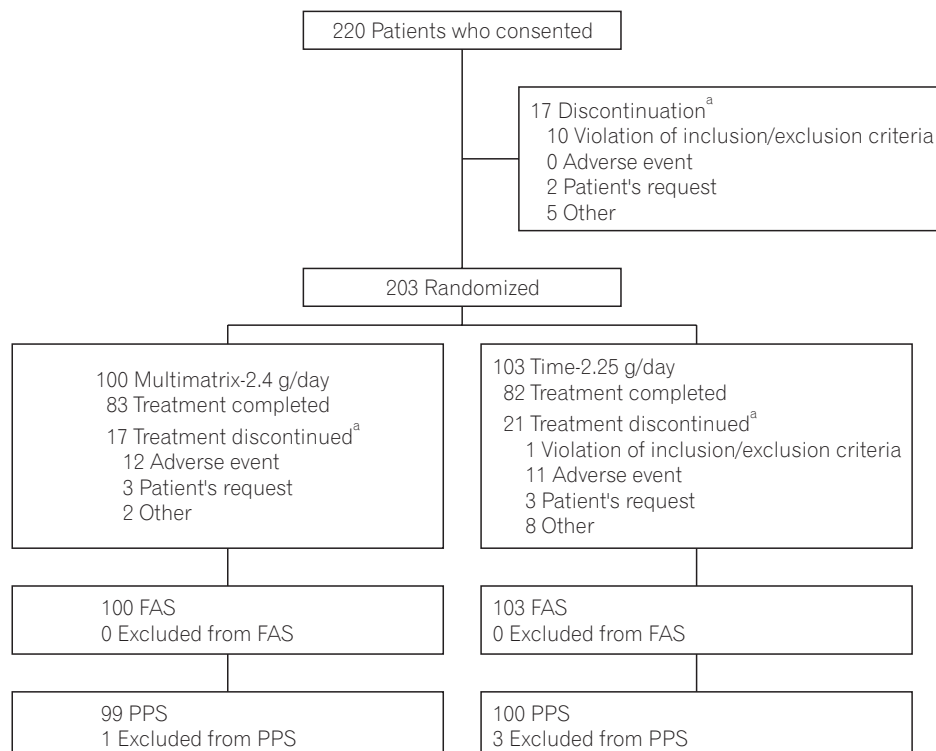 220 Patients who consented
17 Discontinuationᵃ
10 Violation of inclusion/exclusion criteria
0 Adverse event
2 Patient's request
5 Other
203 Randomized
100 Multimatrix-2.4 g/day
83 Treatment completed
17 Treatment discontinuedᵃ
12 Adverse event
3 Patient's request
2 Other
103 Time-2.25 g/day
82 Treatment completed
21 Treatment discontinuedᵃ
1 Violation of inclusion/exclusion criteria
11 Adverse event
3 Patient's request
8 Other
100 FAS
0 Excluded from FAS
103 FAS
0 Excluded from FAS
99 PPS
1 Excluded from PPS
100 PPS
3 Excluded from PPS